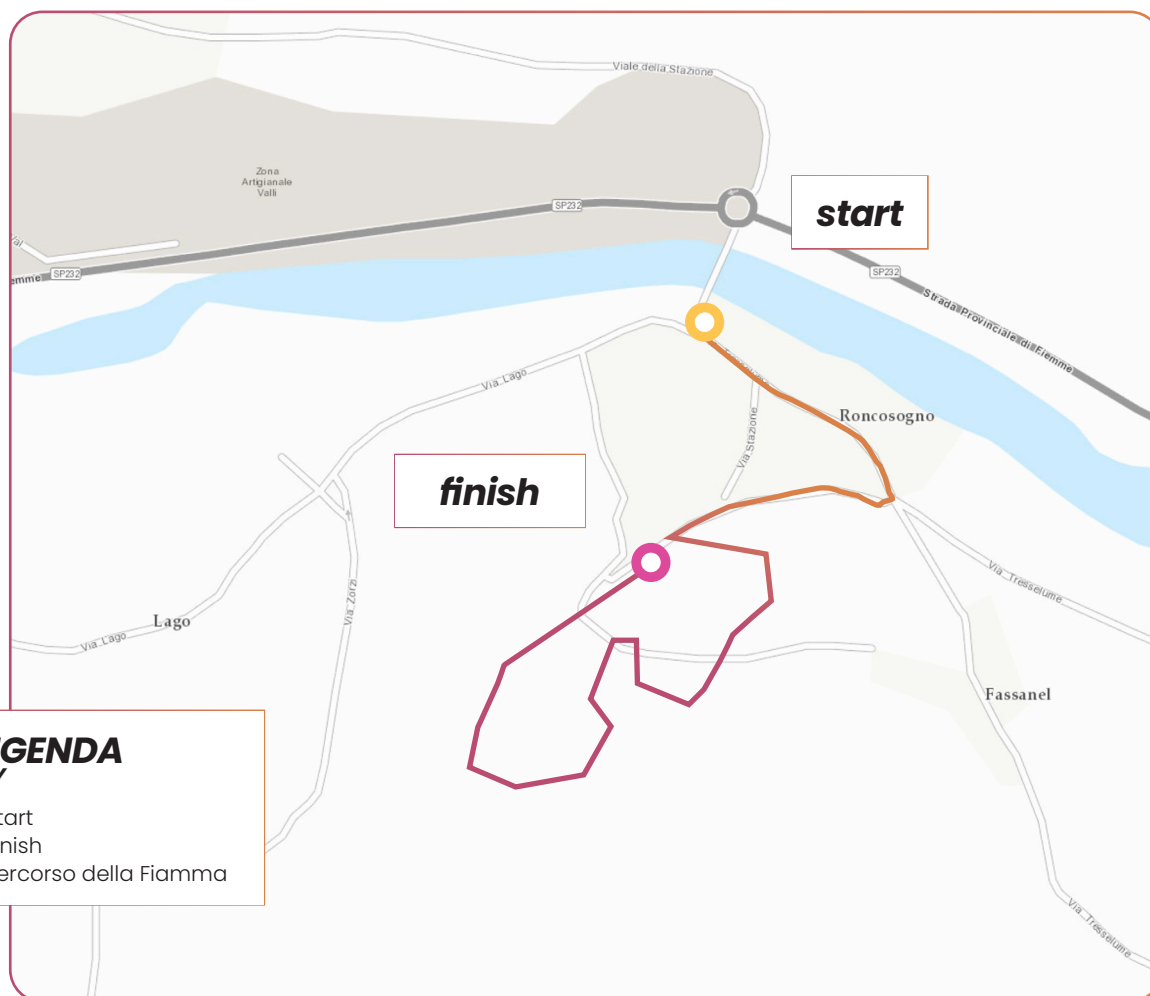 Viale della Stazione
Zona
Artigianale
Valli
start
SP232
SP232
SP232
Strada Provinciale di Fiemme
emme
Via Lago
Via Stazione
Roncosogno
finish
Via Tresselume
Via Zorzi
Lago
Via Lago
Fassanel
GENDA
tart
nish
ercorso della Fiamma
Via Tresselume